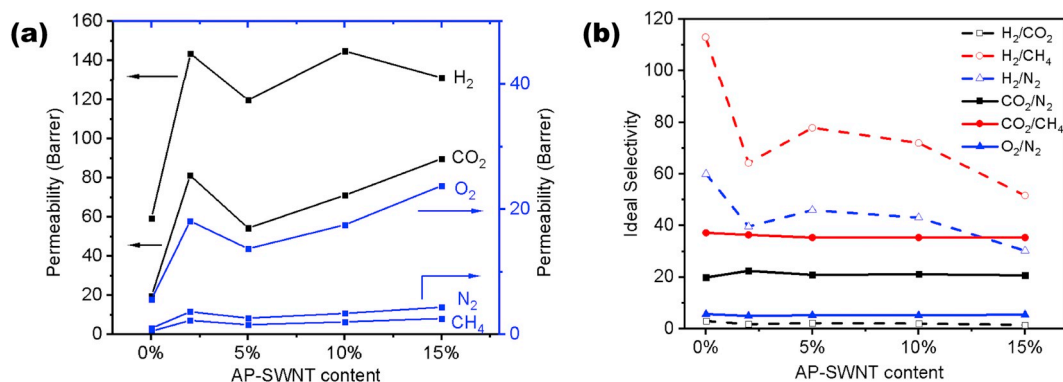 (a)
160
140
120
100
80
60
40
20
0
Permeability (Barrer)
H₂
CO₂
O₂
N₂
CH₄
40
20
0
Permeability (Barrer)
0% 5% 10% 15%
AP-SWNT content
(b)
120
100
80
60
40
20
0
Ideal Selectivity
H₂/CO₂
H₂/CH₄
H₂/N₂
CO₂/N₂
CO₂/CH₄
O₂/N₂
0% 5% 10% 15%
AP-SWNT content